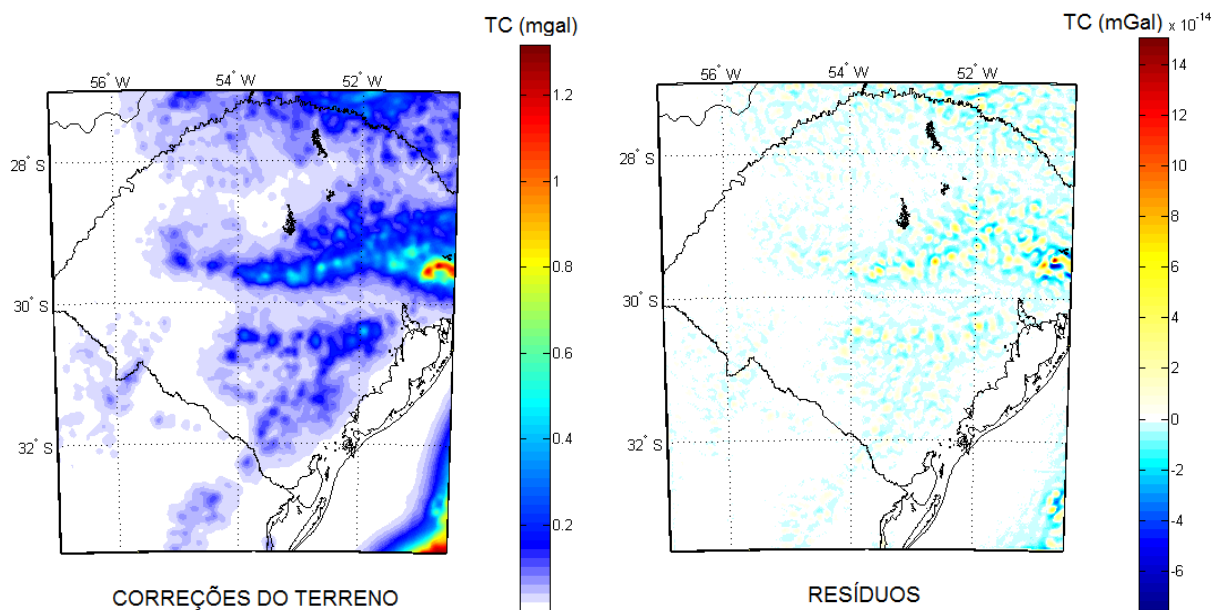 TC (mgal)
56° W
54° W
52° W
28° S
30° S
32° S
1.2
1
0.8
0.6
0.4
0.2
CORREÇÕES DO TERRENO
TC (mGal) x 10-14
56° W
54° W
52° W
28° S
30° S
32° S
14
12
10
8
6
4
2
0
-2
-4
-6
RESÍDUOS